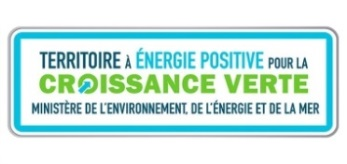 TERRITOIRE À ÉNERGIE POSITIVE POUR LA
CROISSANCE VERTE
MINISTÈRE DE L'ENVIRONNEMENT, DE L'ÉNERGIE ET DE LA MER